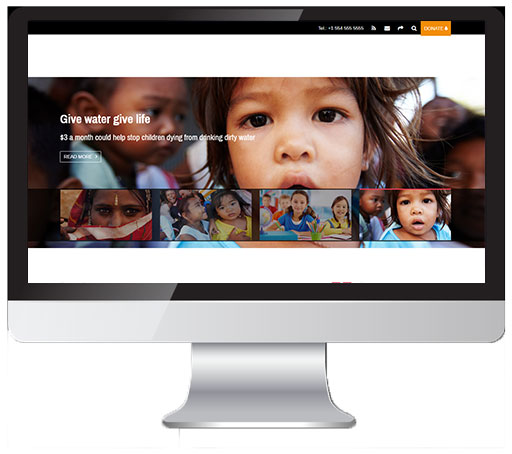 Tel.: +1 554 555 5555
DONATE
Give water give life
$3 a month could help stop children dying from drinking dirty water
READ MORE >